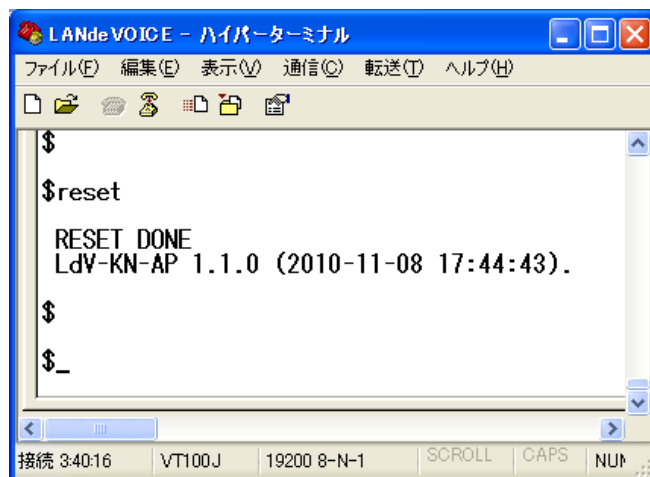 LANdeVOICE - ハイパーターミナル
ファイル(F) 編集(E) 表示(V) 通信(C) 転送(T) ヘルプ(H)
$
$reset
RESET DONE
LdV-KN-AP 1.1.0 (2010-11-08 17:44:43).
$
$_
接続 3:40:16 VT100J 19200 8-N-1 SCROLL CAPS NUM